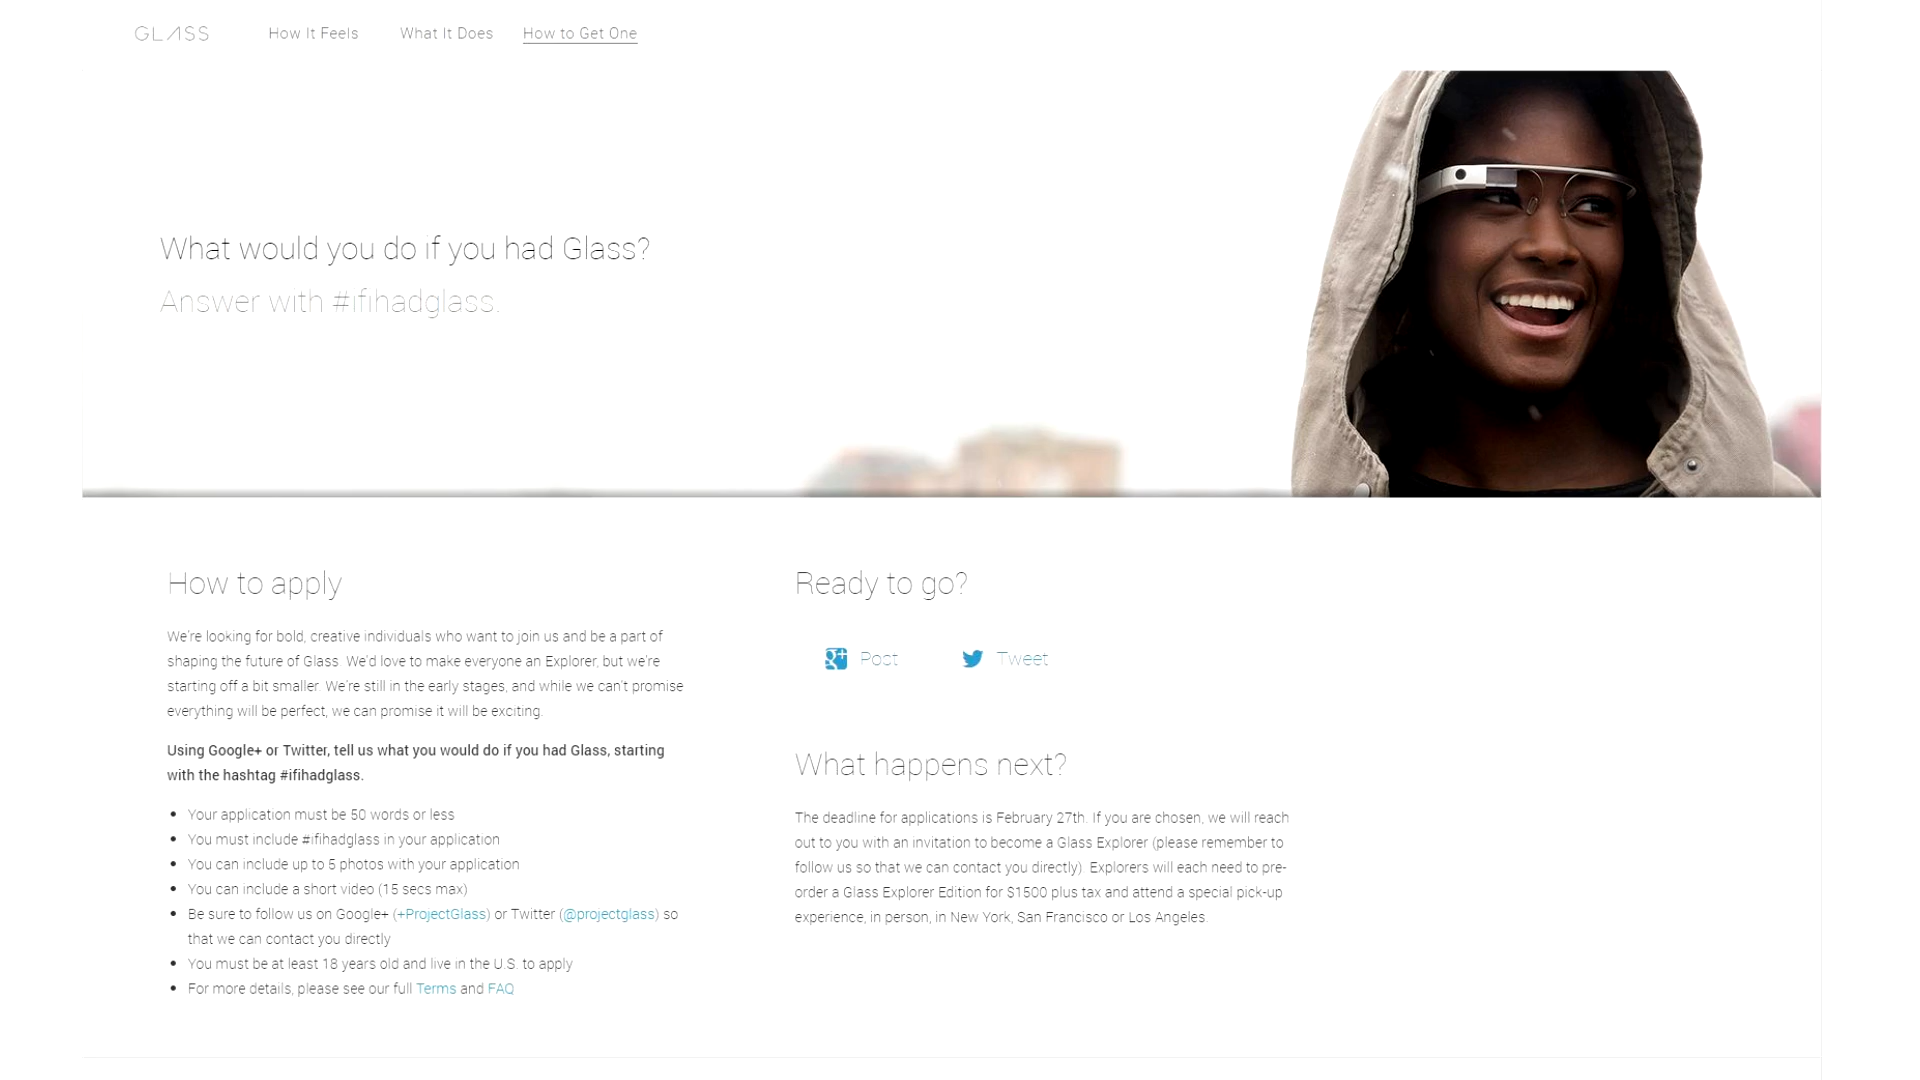 GLASS
How It Feels
What It Does
How to Get One
What would you do if you had Glass?
Answer with #ifihadglass.
How to apply
We're looking for bold, creative individuals who want to join us and be a part of
shaping the future of Glass. We'd love to make everyone an Explorer, but we're
starting off a bit smaller. We're still in the early stages, and while we can't promise
everything will be perfect, we can promise it will be exciting.
Using Google+ or Twitter, tell us what you would do if you had Glass, starting
with the hashtag #ifihadglass.
• Your application must be 50 words or less
• You must include #ifihadglass in your application
• You can include up to 5 photos with your application
• You can include a short video (15 secs max)
• Be sure to follow us on Google+ (+ProjectGlass) or Twitter (@projectglass) so
that we can contact you directly
• You must be at least 18 years old and live in the U.S. to apply
• For more details, please see our full Terms and FAQ
Ready to go?
g+ Post
Tweet
What happens next?
The deadline for applications is February 27th. If you are chosen, we will reach
out to you with an invitation to become a Glass Explorer (please remember to
follow us so that we can contact you directly). Explorers will each need to pre-
order a Glass Explorer Edition for $1500 plus tax and attend a special pick-up
experience, in person, in New York, San Francisco or Los Angeles.